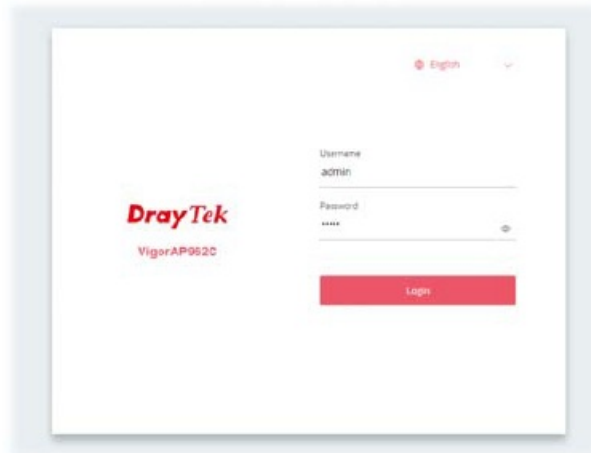 English
Username
admin
Password
•••••
DrayTek
VigorAP962C
Login